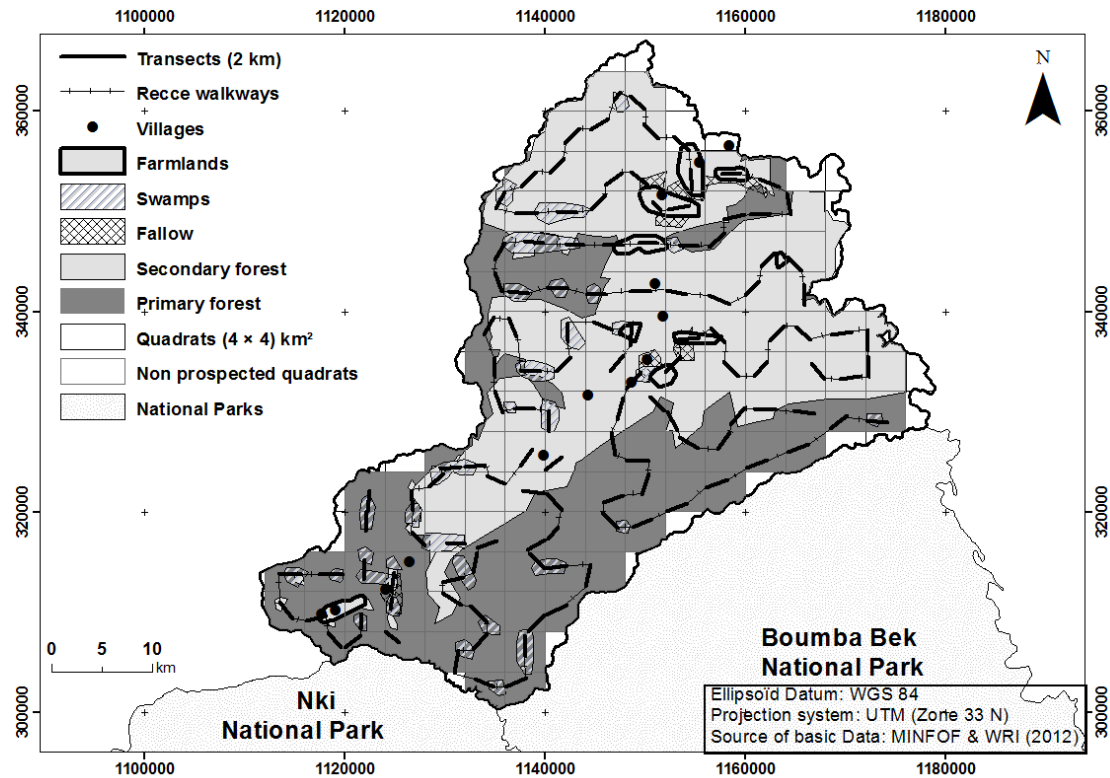 1100000 1120000 1140000 1160000 1180000
Transects (2 km)
Recce walkways
Villages
Farmlands
Swamps
Fallow
Secondary forest
Primary forest
Quadrats (4 × 4) km²
Non prospected quadrats
National Parks
N
360000 360000
340000 340000
320000 320000
300000 300000
0 5 10
km
Nki
National Park
Boumba Bek
National Park
Ellipsoïd Datum: WGS 84
Projection system: UTM (Zone 33 N)
Source of basic Data: MINFOF & WRI (2012)
1100000 1120000 1140000 1160000 1180000